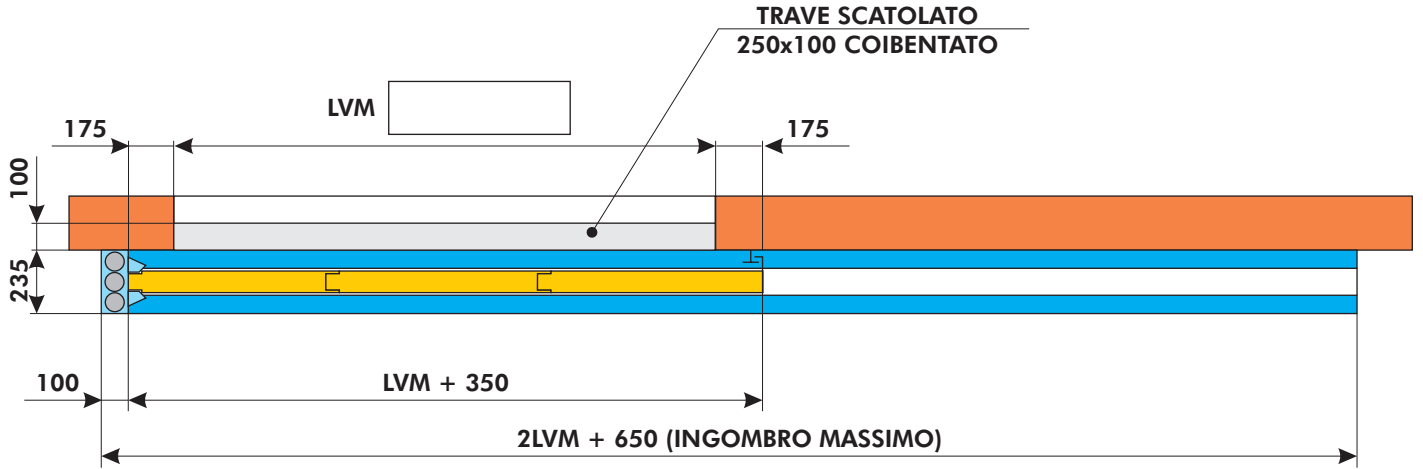 TRAVE SCATOLATO
250x100 COIBENTATO
LVM
175
175
100
235
100
LVM + 350
2LVM + 650 (INGOMBRO MASSIMO)